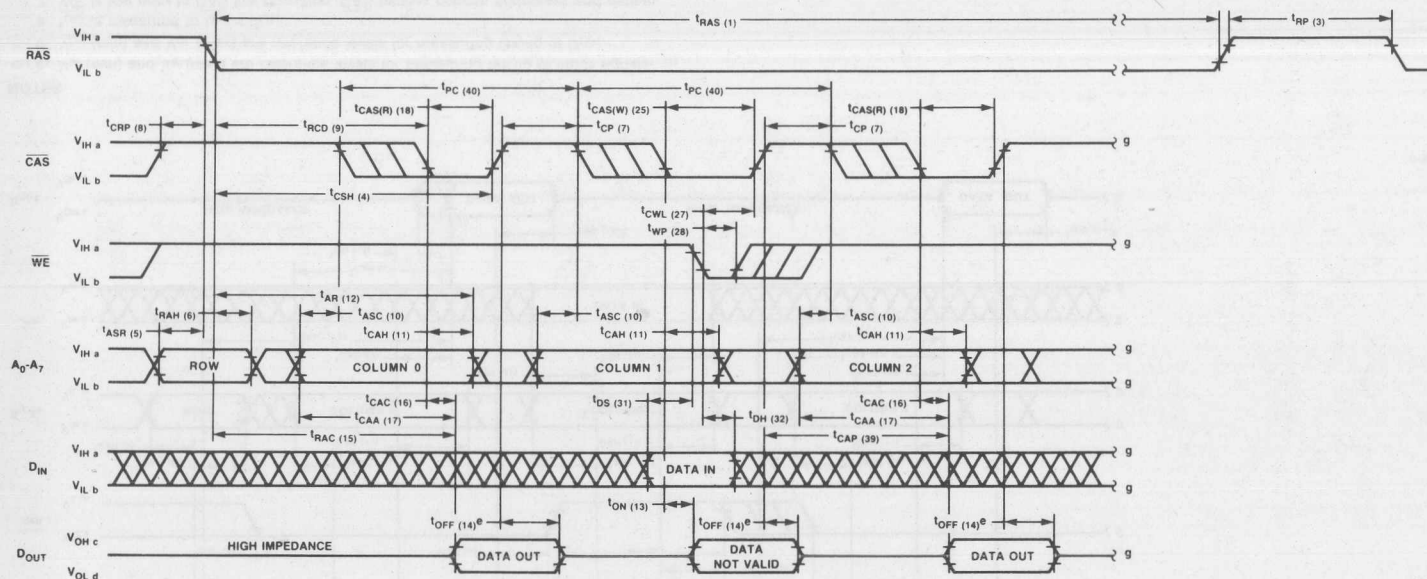 tRAS (1) tRP (3)
VIH a
RAS
VIL b
tPC (40) tPC (40)
tCAS(R) (18) tCAS(W) (25) tCAS(R) (18)
tCRP (8) tRCD (9) tCP (7) tCP (7)
VIH a g
CAS
VIL b
tCSH (4)
tCWL (27)
tWP (28)
VIH a g
WE
VIL b g
tAR (12)
tRAH (6) tASC (10) tASC (10) tASC (10)
tASR (5) tCAH (11) tCAH (11) tCAH (11)
VIH a g
A0-A7 ROW COLUMN 0 COLUMN 1 COLUMN 2
VIL b g
tCAC (16) tDS (31) tCAC (16)
tCAA (17) tDH (32) tCAA (17)
tRAC (15) tCAP (39)
VIH a g
DIN DATA IN
VIL b g
tON (13)
tOFF (14)e tOFF (14)e tOFF (14)e
VOH c HIGH IMPEDANCE
DOUT DATA OUT DATA NOT VALID DATA OUT g
VOL d